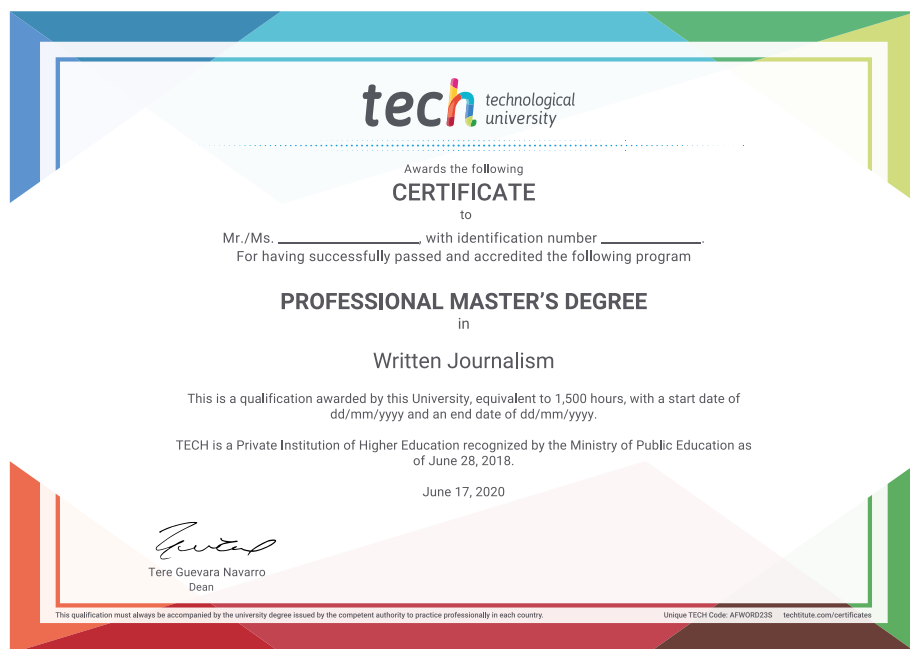 tech technological
university
Awards the following
CERTIFICATE
to
Mr./Ms. ____________________, with identification number ______________.
For having successfully passed and accredited the following program
PROFESSIONAL MASTER'S DEGREE
in
Written Journalism
This is a qualification awarded by this University, equivalent to 1,500 hours, with a start date of
dd/mm/yyyy and an end date of dd/mm/yyyy.
TECH is a Private Institution of Higher Education recognized by the Ministry of Public Education as
of June 28, 2018.
June 17, 2020
Tere Guevara Navarro
Dean
This qualification must always be accompanied by the university degree issued by the competent authority to practice professionally in each country.
Unique TECH Code: AFWORD23S techtitute.com/certificates